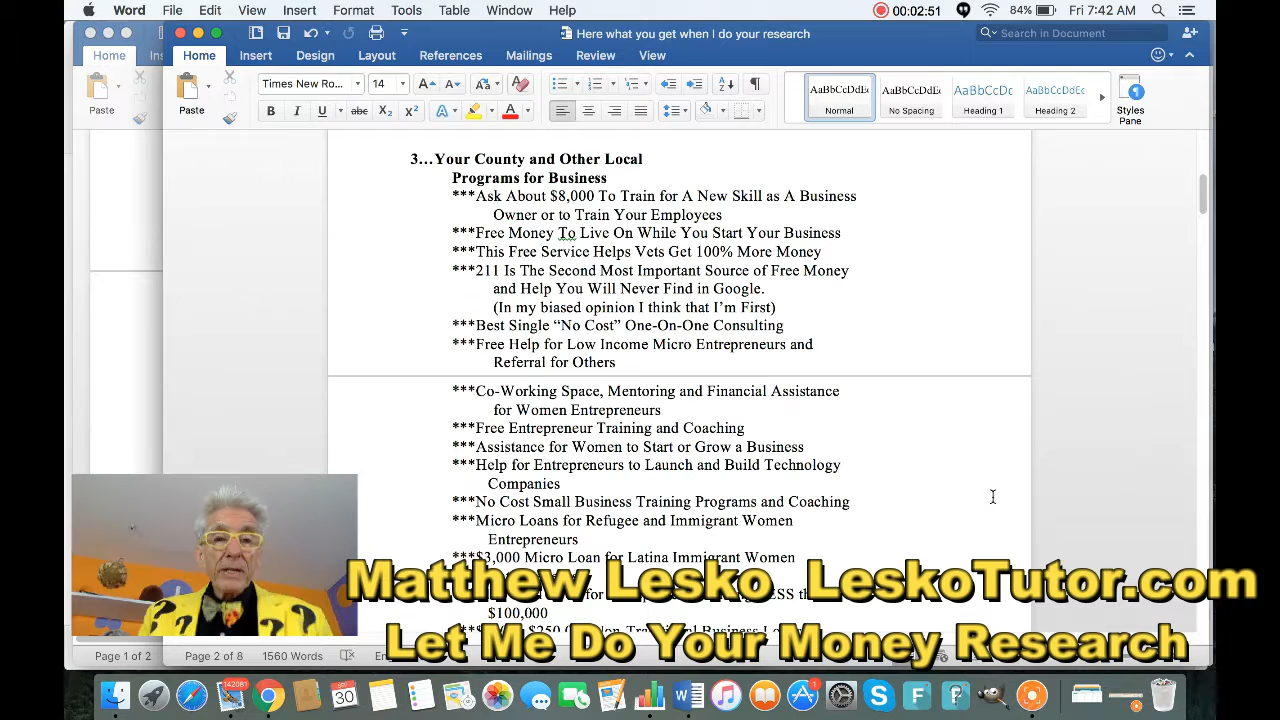 Word File Edit View Insert Format Tools Table Window Help 00:02:51 84% Fri 7:42 AM
Here what you get when I do your research
Search in Document
Home
Home Insert Design Layout References Mailings Review View
Paste
Paste
Times New Ro... 14
AaBbCcDdEe AaBbCcDdEe AaBbCcDc AaBbCcDdEe
Normal No Spacing Heading 1 Heading 2
Styles Pane
3…Your County and Other Local
Programs for Business
***Ask About $8,000 To Train for A New Skill as A Business
Owner or to Train Your Employees
***Free Money To Live On While You Start Your Business
***This Free Service Helps Vets Get 100% More Money
***211 Is The Second Most Important Source of Free Money
and Help You Will Never Find in Google.
(In my biased opinion I think that I'm First)
***Best Single “No Cost” One-On-One Consulting
***Free Help for Low Income Micro Entrepreneurs and
Referral for Others
***Co-Working Space, Mentoring and Financial Assistance
for Women Entrepreneurs
***Free Entrepreneur Training and Coaching
***Assistance for Women to Start or Grow a Business
***Help for Entrepreneurs to Launch and Build Technology
Companies
***No Cost Small Business Training Programs and Coaching
***Micro Loans for Refugee and Immigrant Women
Entrepreneurs
***$3,000 Micro Loan for Latina Immigrant Women
$100,000
Matthew Lesko LeskoTutor.com
Let Me Do Your Money Research
Page 1 of 2
Page 2 of 8 1560 Words
142081
30